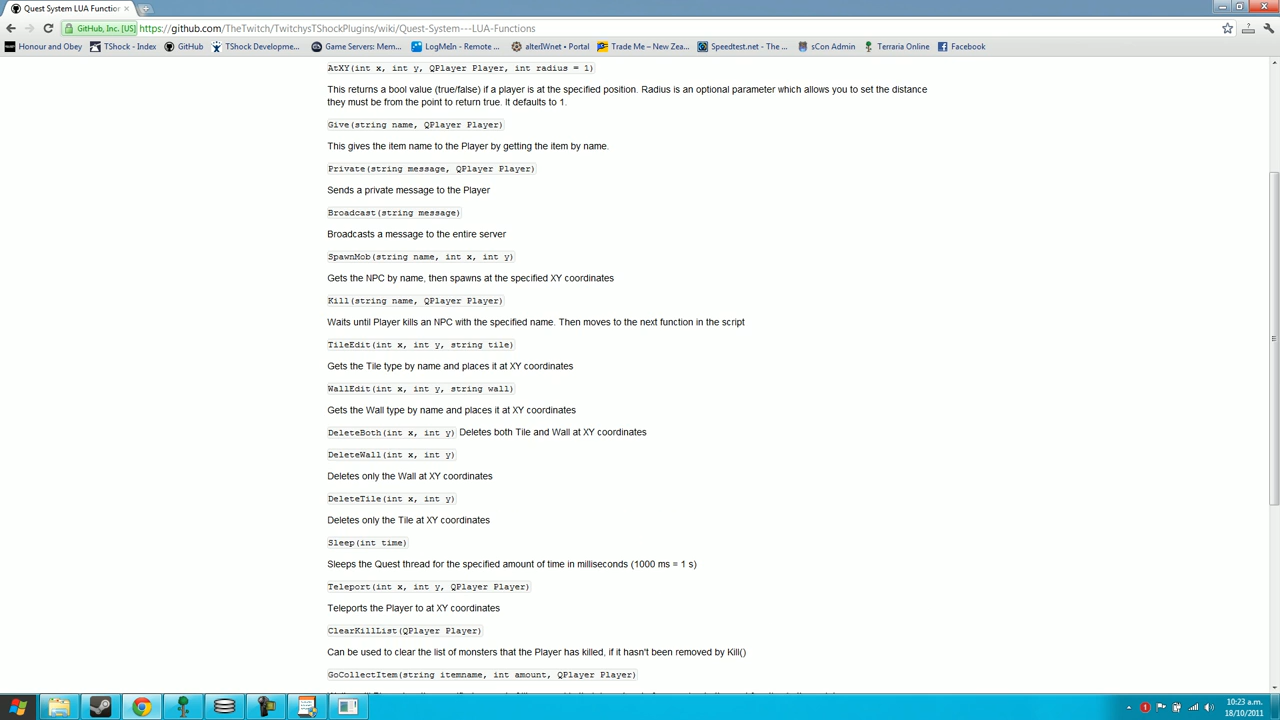 Quest System LUA Function
GitHub, Inc. [US]
https://github.com/TheTwitch/TwitchysTShockPlugins/wiki/Quest-System---LUA-Functions
Honour and Obey
TShock - Index
GitHub
TShock Developme...
Game Servers: Mem...
LogMeIn - Remote ...
alterIWnet • Portal
Trade Me – New Zea...
Speedtest.net - The ...
sCon Admin
Terraria Online
Facebook
AtXY(int x, int y, QPlayer Player, int radius = 1)
This returns a bool value (true/false) if a player is at the specified position. Radius is an optional parameter which allows you to set the distance
they must be from the point to return true. It defaults to 1.
Give(string name, QPlayer Player)
This gives the item name to the Player by getting the item by name.
Private(string message, QPlayer Player)
Sends a private message to the Player
Broadcast(string message)
Broadcasts a message to the entire server
SpawnMob(string name, int x, int y)
Gets the NPC by name, then spawns at the specified XY coordinates
Kill(string name, QPlayer Player)
Waits until Player kills an NPC with the specified name. Then moves to the next function in the script
TileEdit(int x, int y, string tile)
Gets the Tile type by name and places it at XY coordinates
WallEdit(int x, int y, string wall)
Gets the Wall type by name and places it at XY coordinates
DeleteBoth(int x, int y) Deletes both Tile and Wall at XY coordinates
DeleteWall(int x, int y)
Deletes only the Wall at XY coordinates
DeleteTile(int x, int y)
Deletes only the Tile at XY coordinates
Sleep(int time)
Sleeps the Quest thread for the specified amount of time in milliseconds (1000 ms = 1 s)
Teleport(int x, int y, QPlayer Player)
Teleports the Player to at XY coordinates
ClearKillList(QPlayer Player)
Can be used to clear the list of monsters that the Player has killed, if it hasn't been removed by Kill()
GoCollectItem(string itemname, int amount, QPlayer Player)
10:23 a.m.
18/10/2011